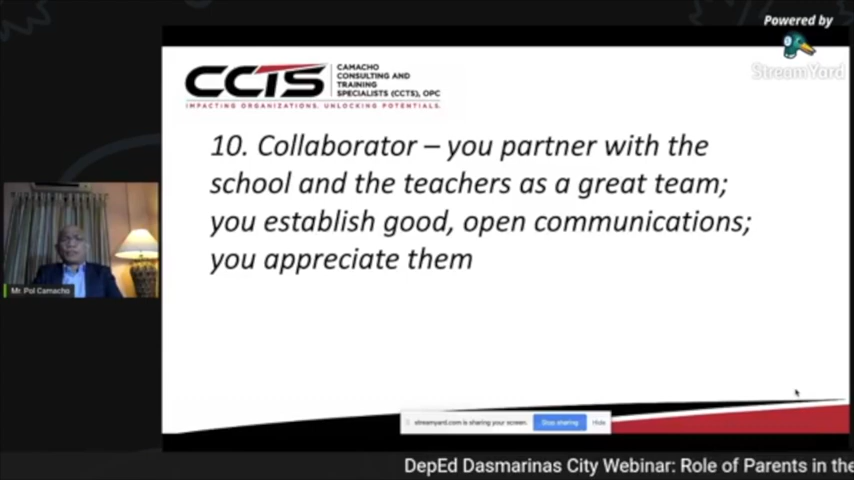 Powered by
StreamYard
CCTS
CAMACHO
CONSULTING AND
TRAINING
SPECIALISTS (CCTS), OPC
IMPACTING ORGANIZATIONS. UNLOCKING POTENTIALS.
10. Collaborator – you partner with the
school and the teachers as a great team;
you establish good, open communications;
you appreciate them
Mr. Pol Camacho
streamyard.com is sharing your screen.
Stop sharing
Hide
DepEd Dasmarinas City Webinar: Role of Parents in the